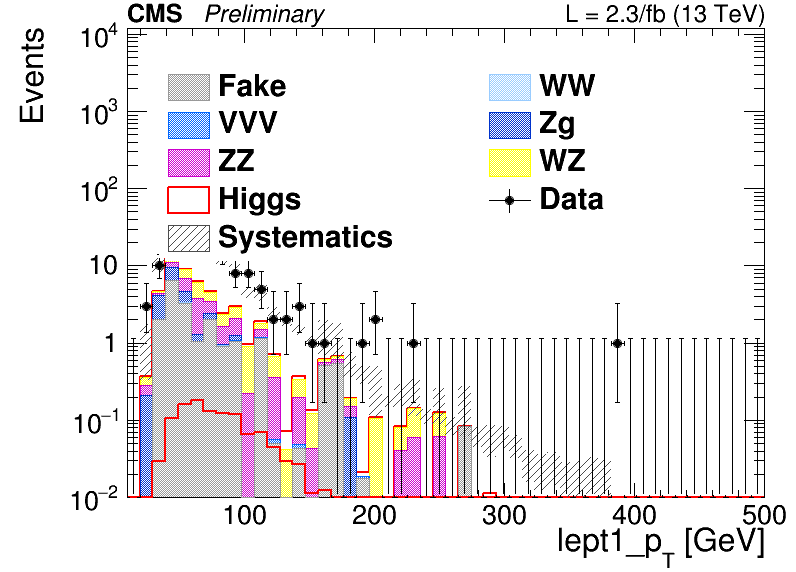 CMS Preliminary L = 2.3/fb (13 TeV)
Events
10^4
10^3
10^2
10
1
10^−1
10^−2
Fake
VVV
ZZ
Higgs
Systematics
WW
Zg
WZ
Data
100 200 300 400 500
lept1_p_T [GeV]